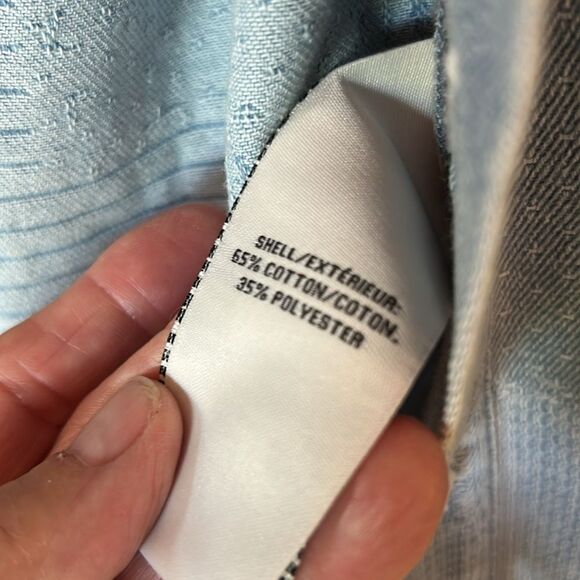 SHELL/EXTÉRIEUR:
65% COTTON/COTON.
35% POLYESTER